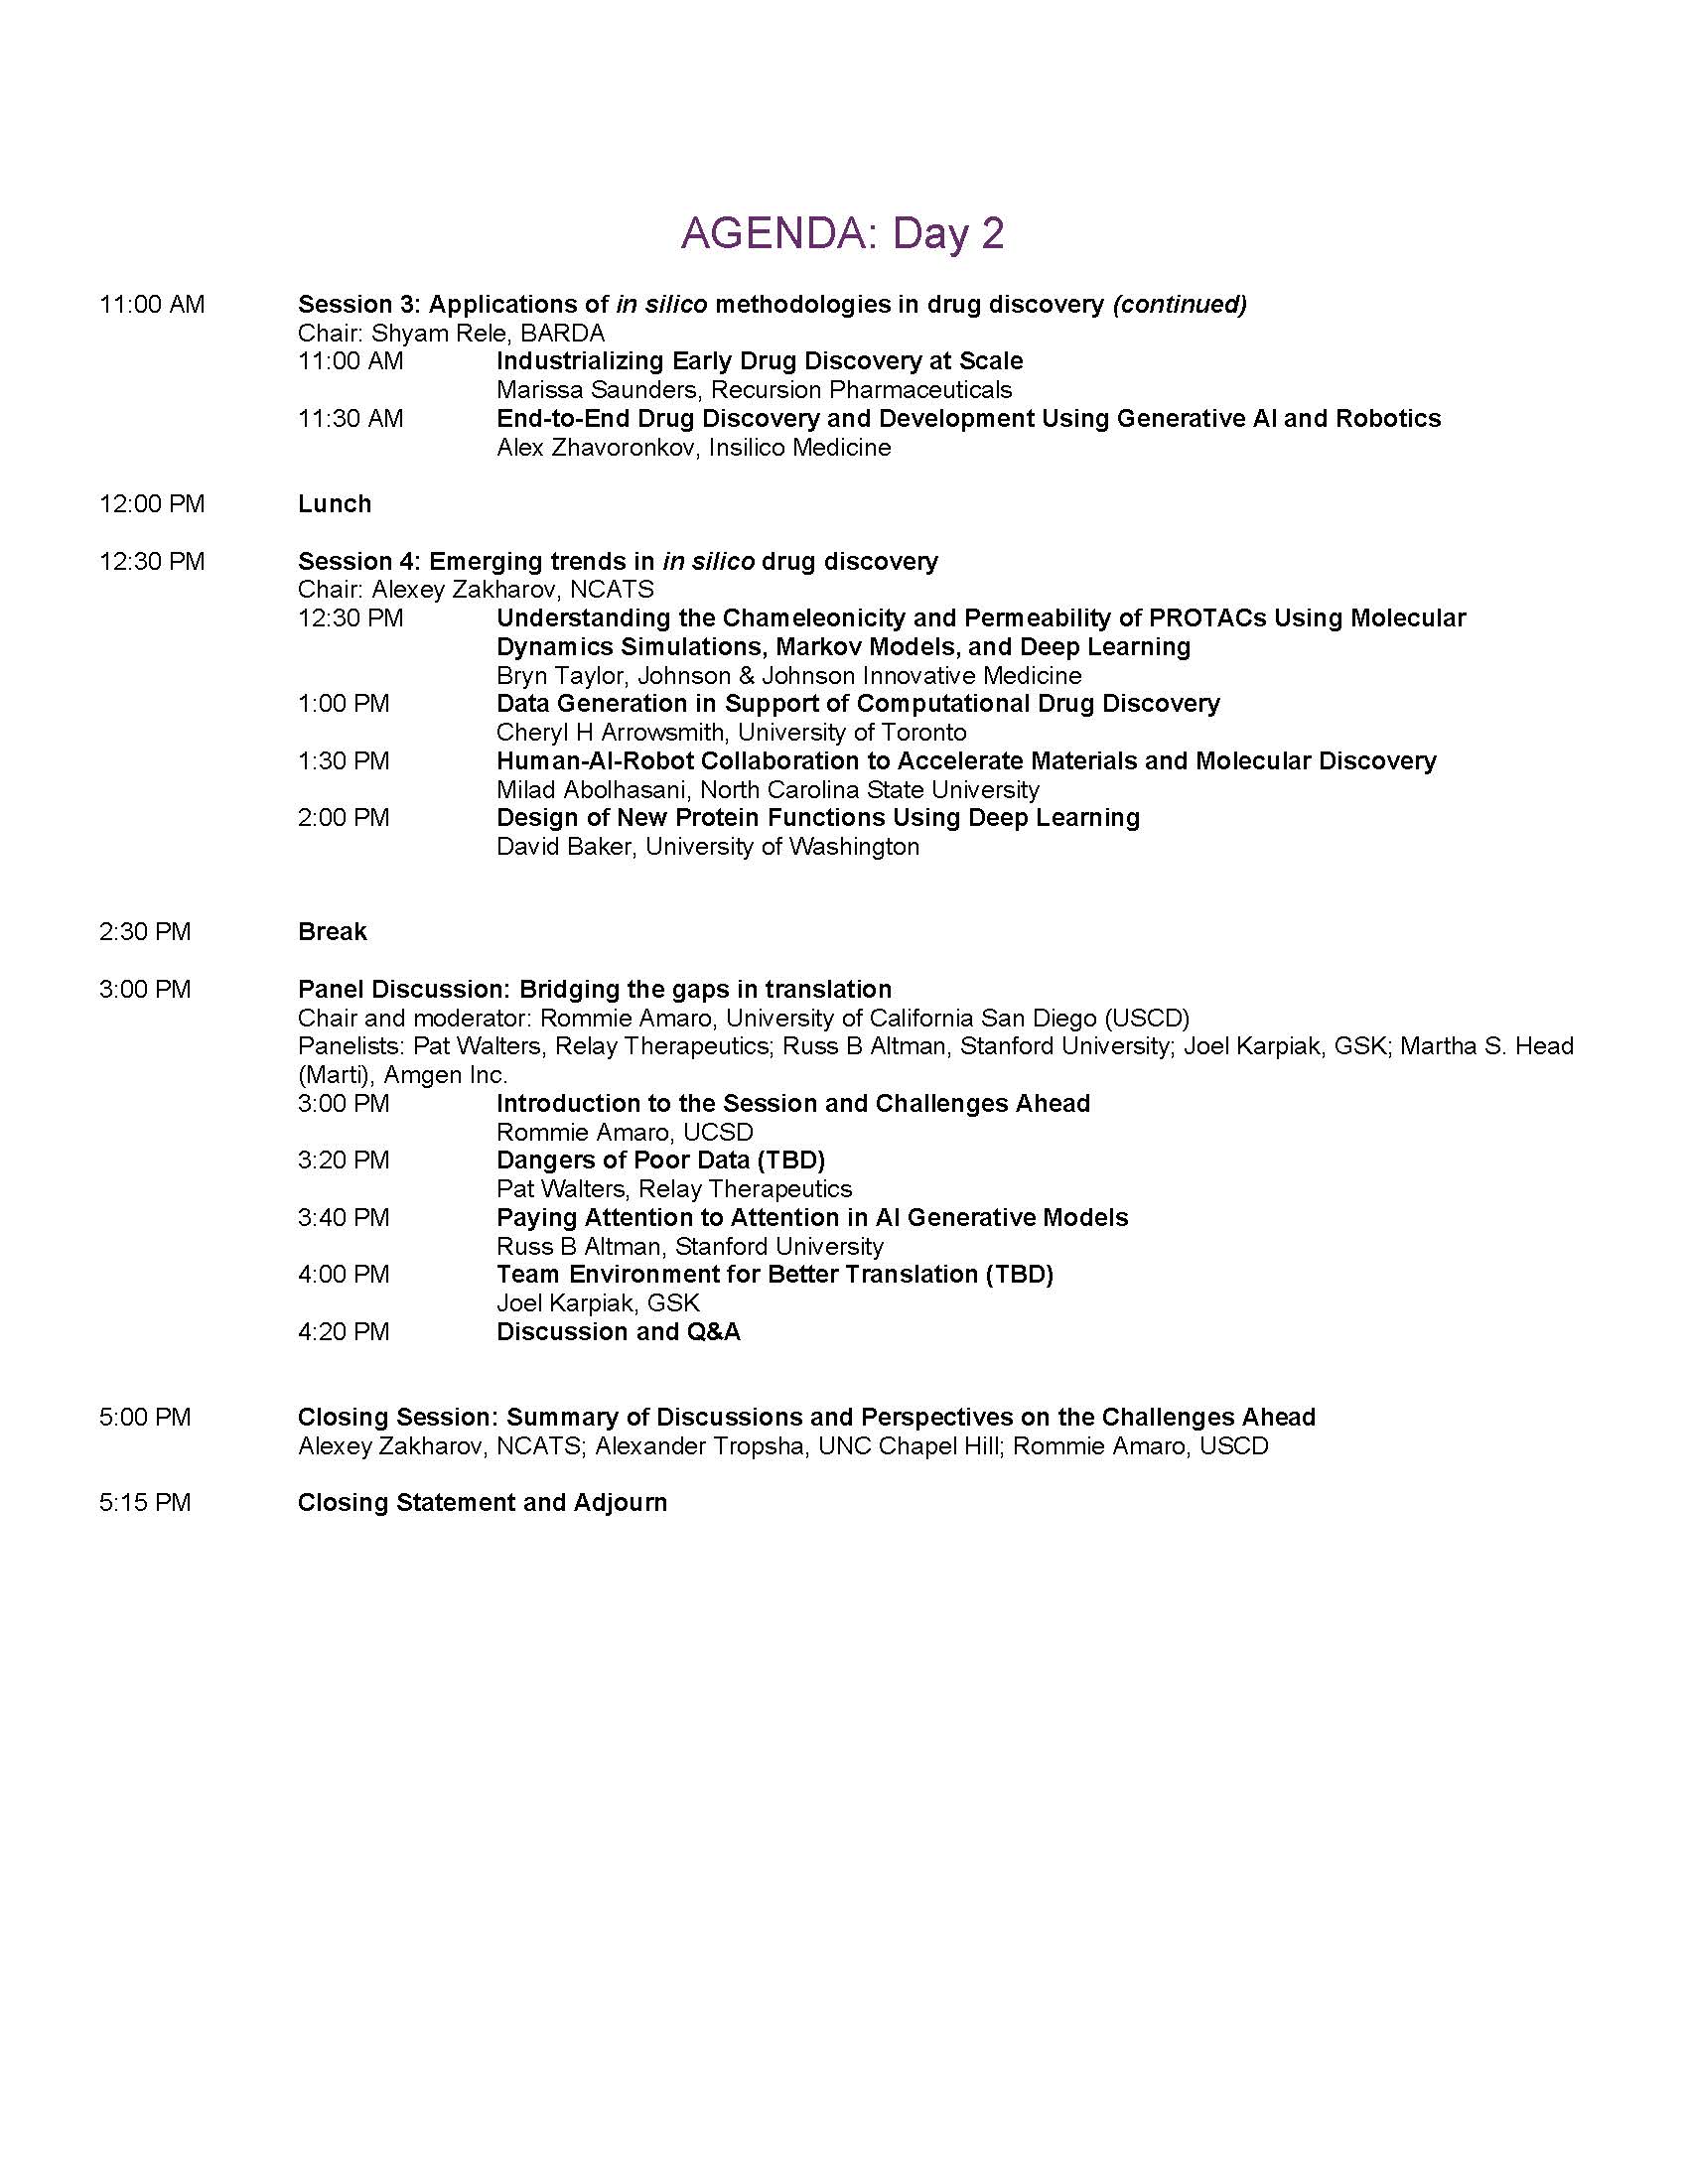 AGENDA: Day 2
11:00 AM Session 3: Applications of in silico methodologies in drug discovery (continued)
Chair: Shyam Rele, BARDA
11:00 AM Industrializing Early Drug Discovery at Scale
Marissa Saunders, Recursion Pharmaceuticals
11:30 AM End-to-End Drug Discovery and Development Using Generative AI and Robotics
Alex Zhavoronkov, Insilico Medicine
12:00 PM Lunch
12:30 PM Session 4: Emerging trends in in silico drug discovery
Chair: Alexey Zakharov, NCATS
12:30 PM Understanding the Chameleonicity and Permeability of PROTACs Using Molecular
Dynamics Simulations, Markov Models, and Deep Learning
Bryn Taylor, Johnson & Johnson Innovative Medicine
1:00 PM Data Generation in Support of Computational Drug Discovery
Cheryl H Arrowsmith, University of Toronto
1:30 PM Human-AI-Robot Collaboration to Accelerate Materials and Molecular Discovery
Milad Abolhasani, North Carolina State University
2:00 PM Design of New Protein Functions Using Deep Learning
David Baker, University of Washington
2:30 PM Break
3:00 PM Panel Discussion: Bridging the gaps in translation
Chair and moderator: Rommie Amaro, University of California San Diego (USCD)
Panelists: Pat Walters, Relay Therapeutics; Russ B Altman, Stanford University; Joel Karpiak, GSK; Martha S. Head
(Marti), Amgen Inc.
3:00 PM Introduction to the Session and Challenges Ahead
Rommie Amaro, UCSD
3:20 PM Dangers of Poor Data (TBD)
Pat Walters, Relay Therapeutics
3:40 PM Paying Attention to Attention in AI Generative Models
Russ B Altman, Stanford University
4:00 PM Team Environment for Better Translation (TBD)
Joel Karpiak, GSK
4:20 PM Discussion and Q&A
5:00 PM Closing Session: Summary of Discussions and Perspectives on the Challenges Ahead
Alexey Zakharov, NCATS; Alexander Tropsha, UNC Chapel Hill; Rommie Amaro, USCD
5:15 PM Closing Statement and Adjourn